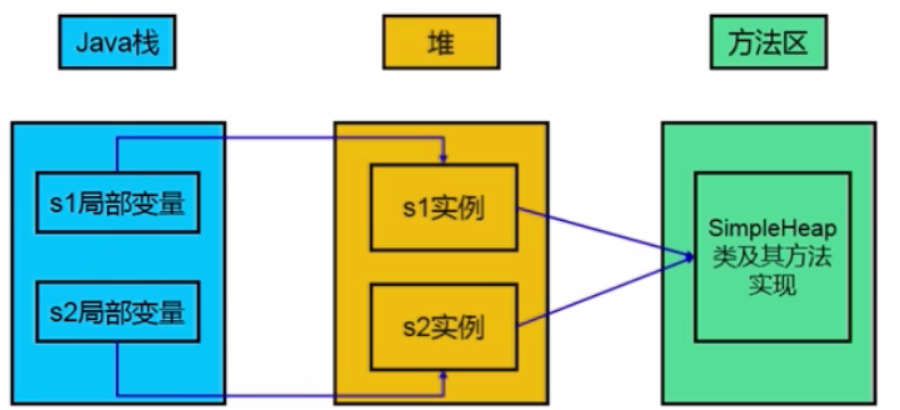 Java栈
堆
方法区
s1局部变量
s2局部变量
s1实例
s2实例
SimpleHeap
类及其方法
实现